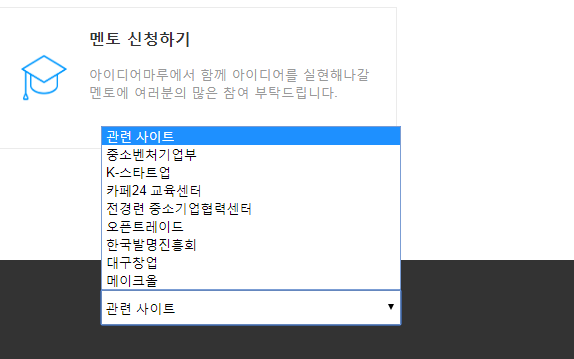 멘토 신청하기
아이디어마루에서 함께 아이디어를 실현해나갈
멘토에 여러분의 많은 참여 부탁드립니다.
관련 사이트
중소벤처기업부
K-스타트업
카페24 교육센터
전경련 중소기업협력센터
오픈트레이드
한국발명진흥회
대구창업
메이크올
관련 사이트